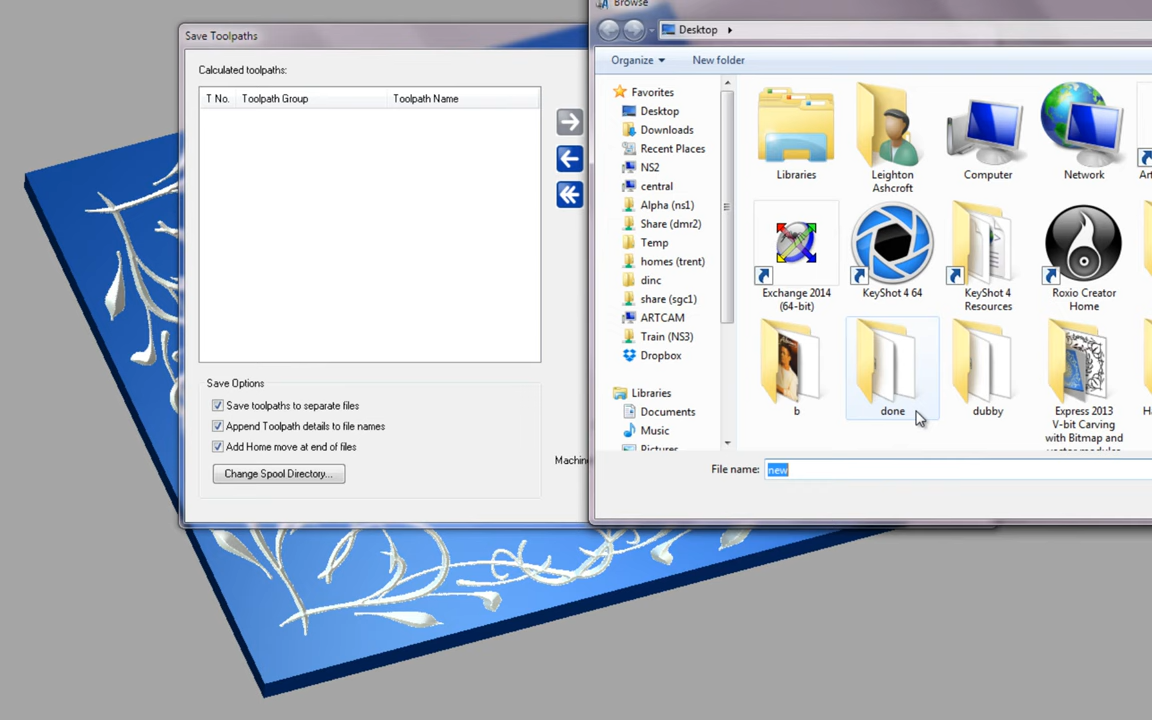 Browse
Save Toolpaths
Desktop
Calculated toolpaths:
Organize
New folder
T No.
Toolpath Group
Toolpath Name
Favorites
Desktop
Downloads
Recent Places
NS2
central
Alpha (ns1)
Share (dmr2)
Temp
homes (trent)
dinc
share (sgc1)
ARTCAM
Train (NS3)
Dropbox
Libraries
Documents
Music
Pictures
Libraries
Leighton
Ashcroft
Computer
Network
Exchange 2014
(64-bit)
KeyShot 4 64
KeyShot 4
Resources
Roxio Creator
Home
b
done
dubby
Express 2013
V-bit Carving
with Bitmap and
vector modules
Save Options
Save toolpaths to separate files
Append Toolpath details to file names
Add Home move at end of files
Change Spool Directory...
Machine
File name:
new